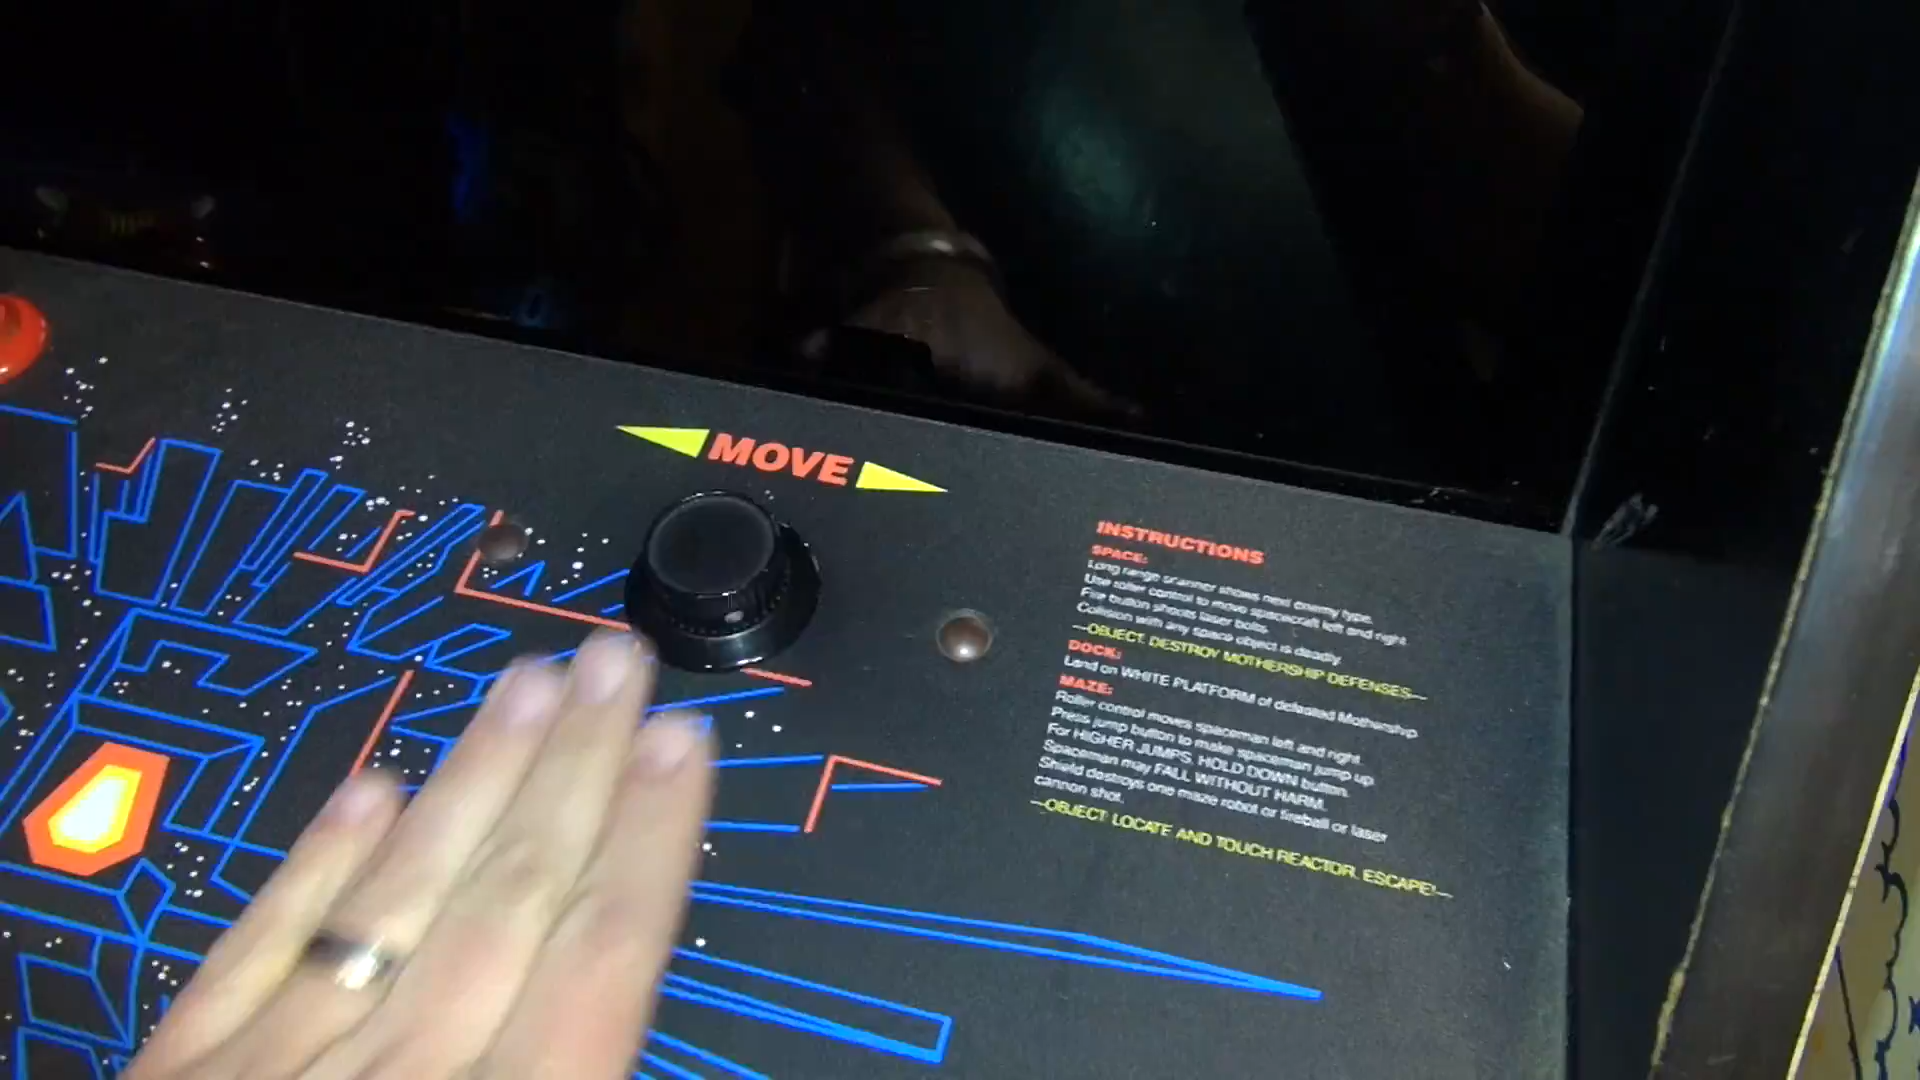 MOVE
INSTRUCTIONS
SPACE:
Long range scanner shows next enemy type.
Use roller control to move spacecraft left and right.
Fire button shoots laser bolts.
Collision with any space object is deadly.
—OBJECT: DESTROY MOTHERSHIP DEFENSES—
DOCK:
Land on WHITE PLATFORM of defeated Mothership.
MAZE:
Roller control moves spaceman left and right.
Press jump button to make spaceman jump up.
For HIGHER JUMPS, HOLD DOWN button.
Spaceman may FALL WITHOUT HARM.
Shield destroys one maze robot or fireball or laser
cannon shot.
—OBJECT: LOCATE AND TOUCH REACTOR. ESCAPE!—